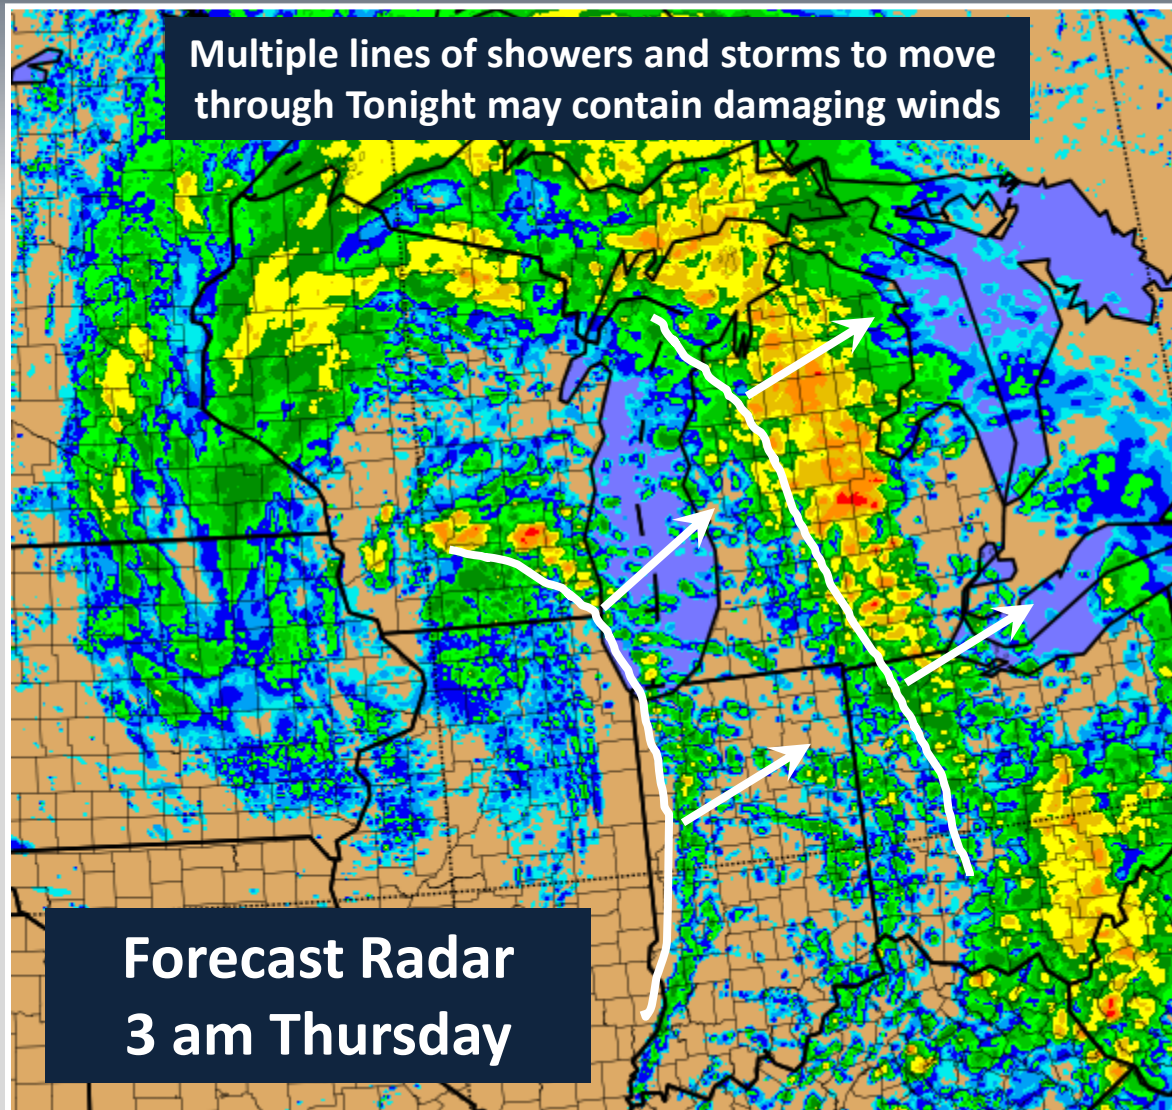 Multiple lines of showers and storms to move
through Tonight may contain damaging winds
Forecast Radar
3 am Thursday